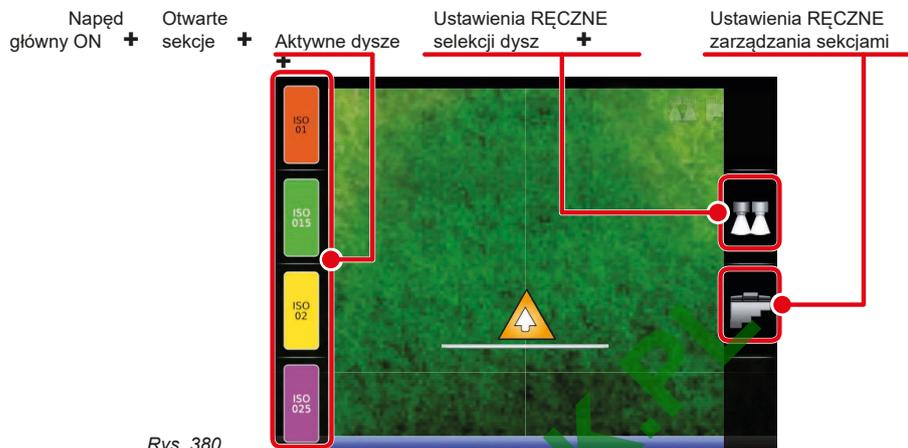 Napęd
główny ON +
Otwarte
sekcje +
Aktywne dysze
+
Ustawienia RĘCZNE
selekcji dysz +
Ustawienia RĘCZNE
zarządzania sekcjami
ISO
01
ISO
015
ISO
02
ISO
025
K.PL
Rys. 380